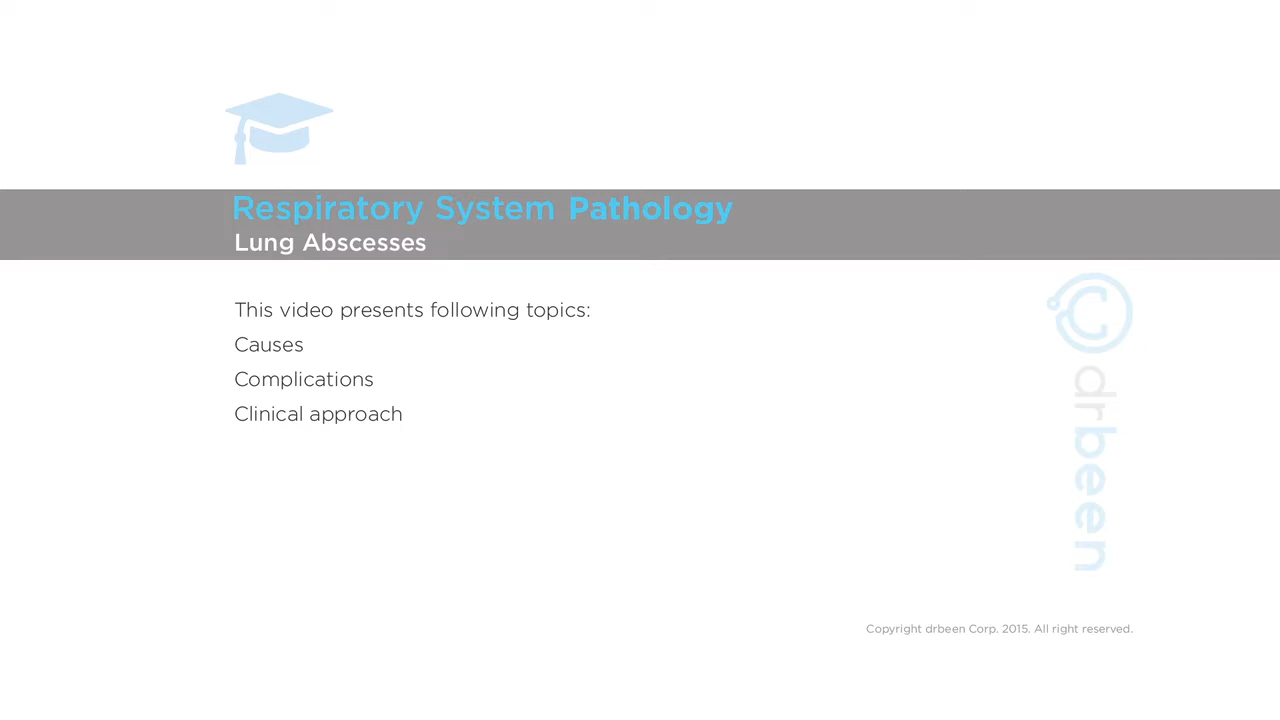 Respiratory System Pathology
Lung Abscesses
This video presents following topics:
Causes
Complications
Clinical approach
drbeen
Copyright drbeen Corp. 2015. All right reserved.